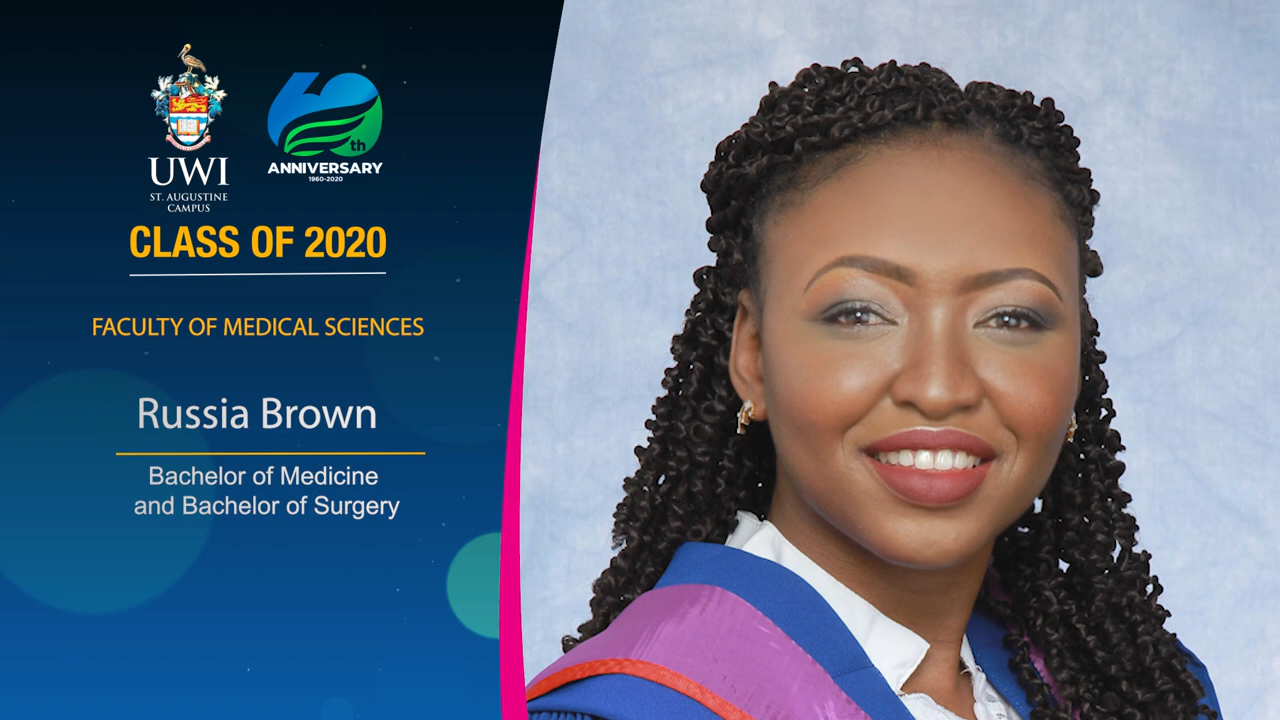 UWI
ST. AUGUSTINE
CAMPUS
60th
ANNIVERSARY
1960-2020
CLASS OF 2020
FACULTY OF MEDICAL SCIENCES
Russia Brown
Bachelor of Medicine
and Bachelor of Surgery